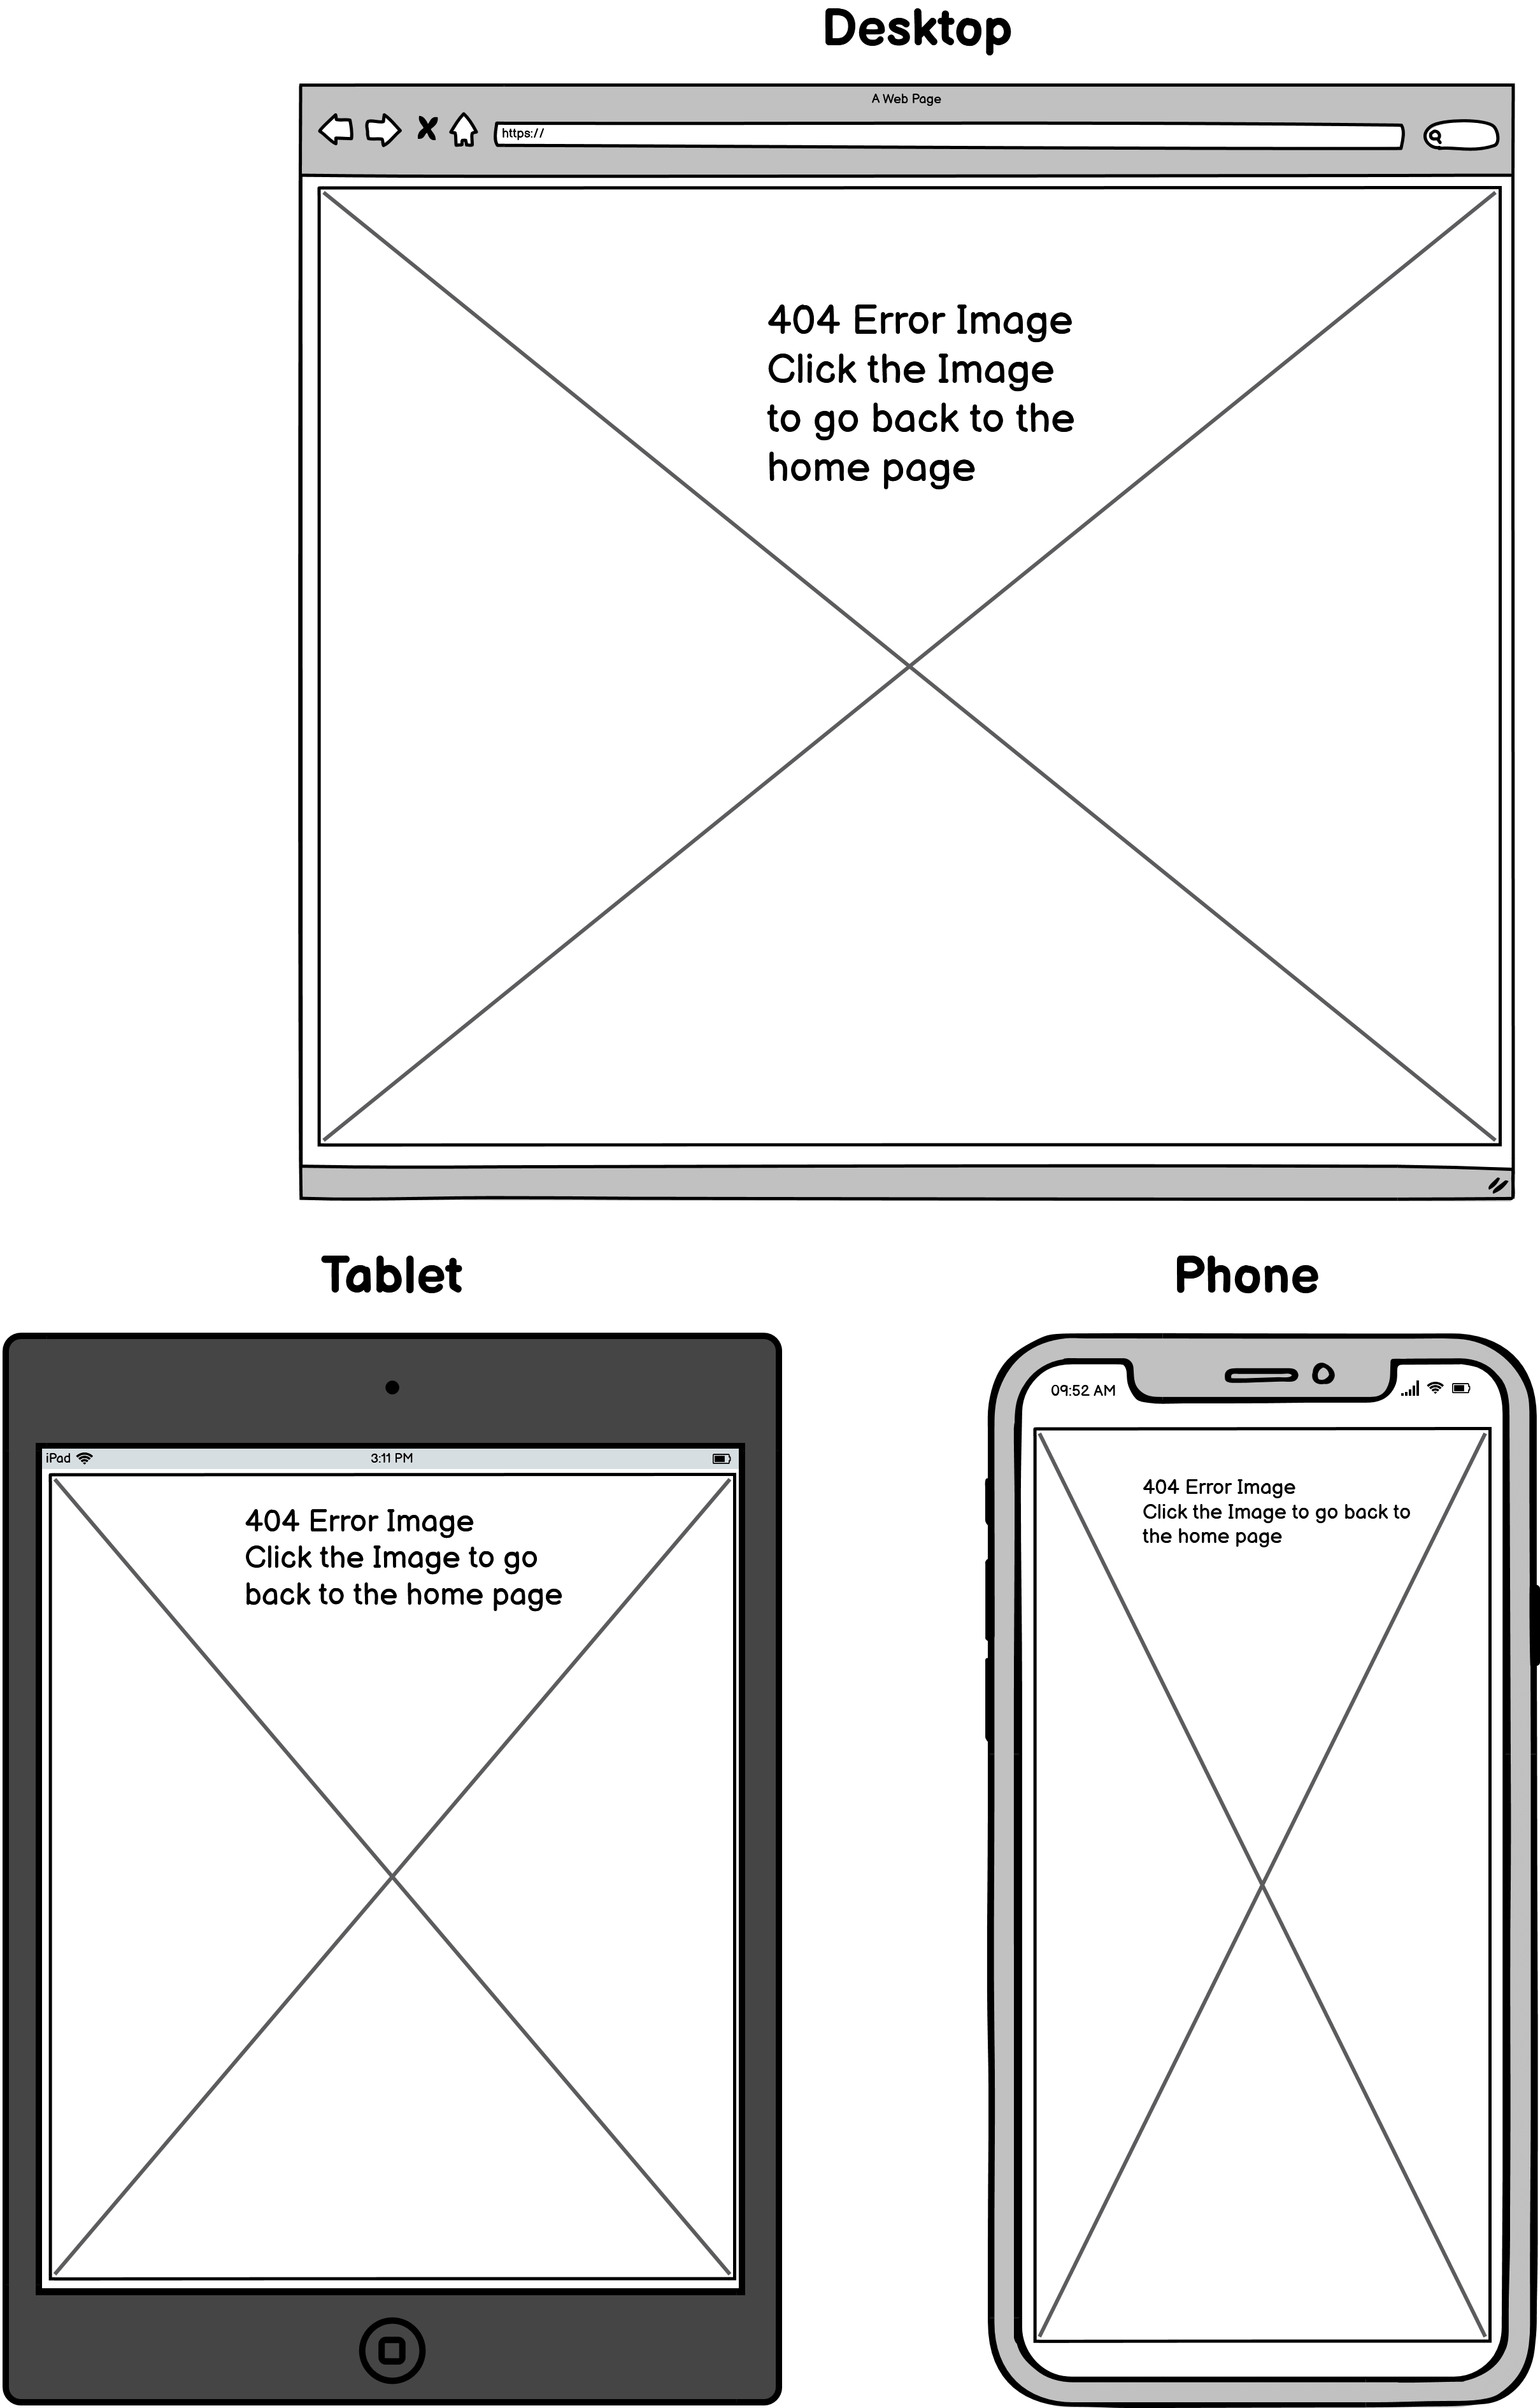 Desktop
A Web Page
https://
404 Error Image
Click the Image
to go back to the
home page
Tablet
iPad 3:11 PM
404 Error Image
Click the Image to go
back to the home page
Phone
09:52 AM
404 Error Image
Click the Image to go back to
the home page